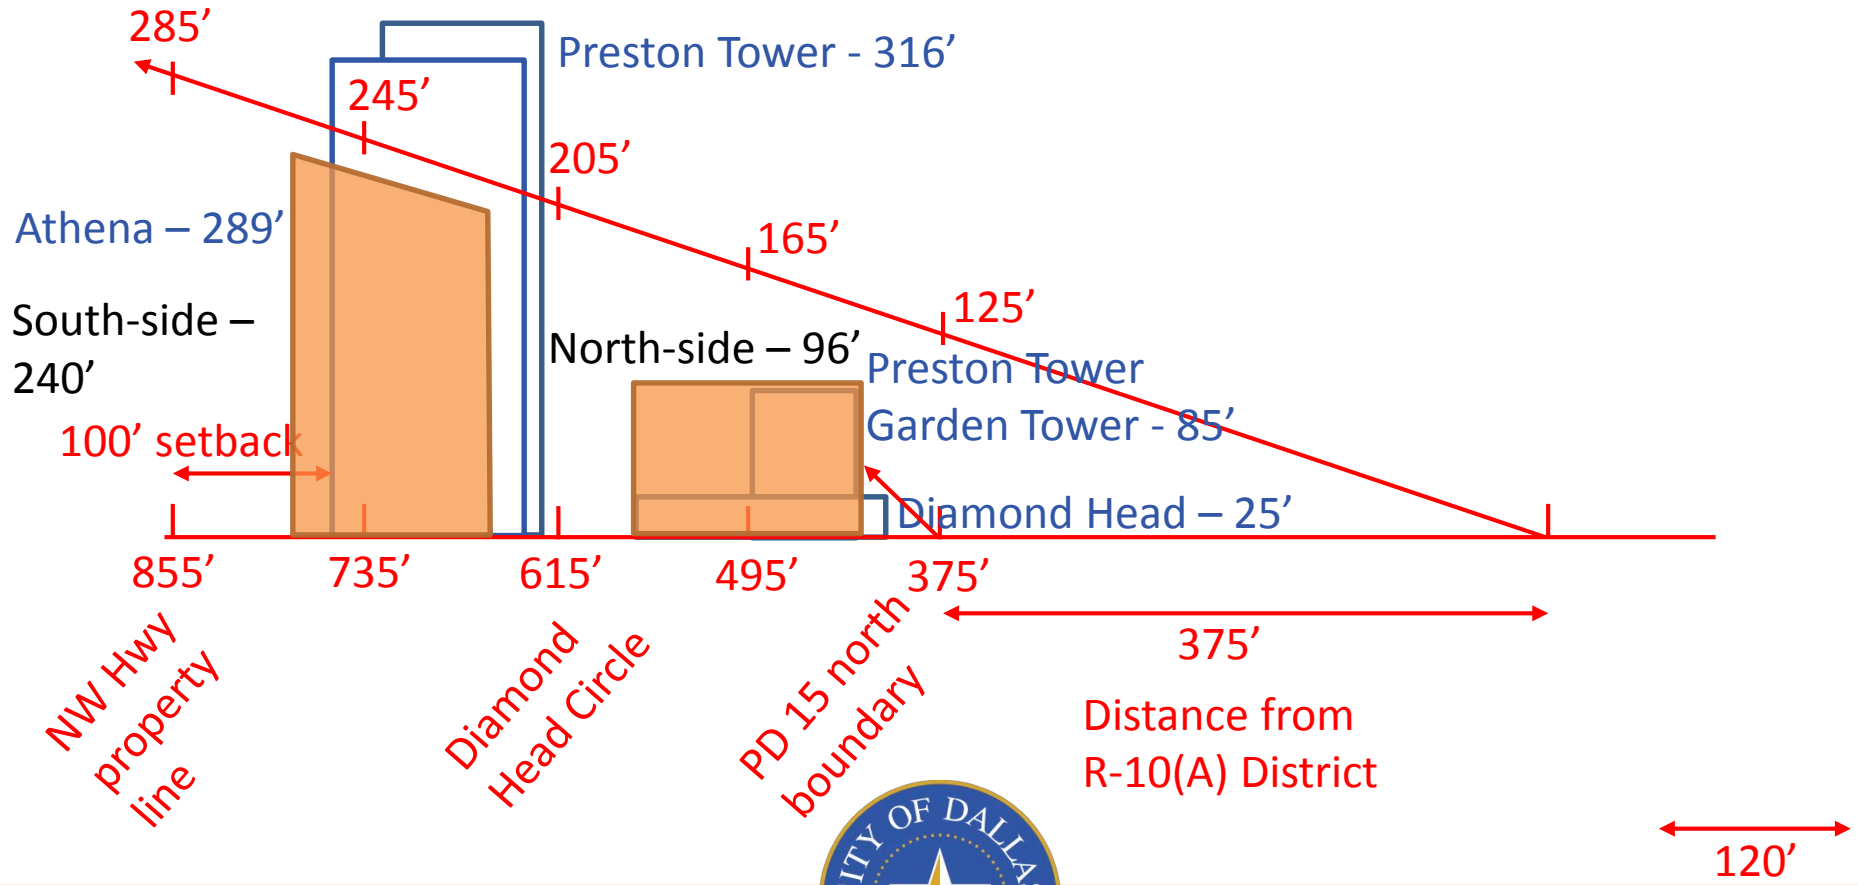 285’
Preston Tower - 316’
245’
205’
Athena – 289’
165’
125’
South-side –
240’
North-side – 96’
Preston Tower
Garden Tower - 85’
100’ setback
Diamond Head – 25’
855’
735’
615’
495’
375’
NW Hwy
property
line
Diamond
Head Circle
PD 15 north
boundary
375’
Distance from
R-10(A) District
120’
CITY OF DALLAS